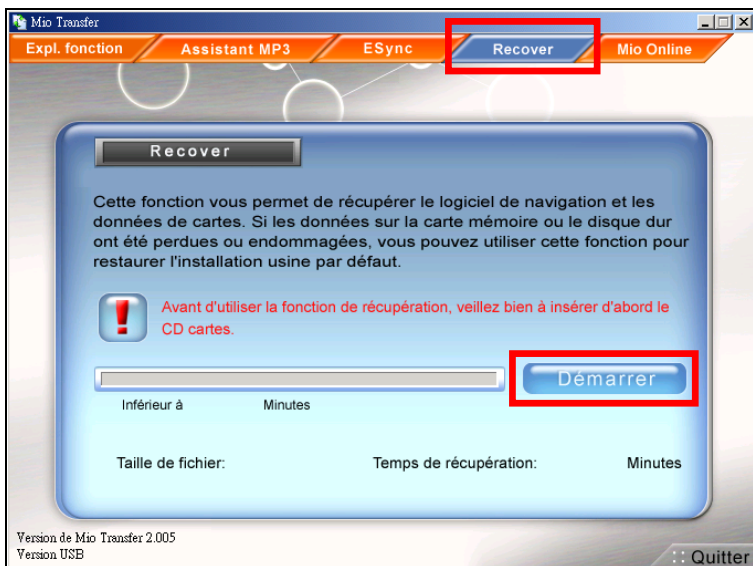 Mio Transfer
Expl. fonction
Assistant MP3
ESync
Recover
Mio Online
Recover
Cette fonction vous permet de récupérer le logiciel de navigation et les
données de cartes. Si les données sur la carte mémoire ou le disque dur
ont été perdues ou endommagées, vous pouvez utiliser cette fonction pour
restaurer l'installation usine par défaut.
Avant d'utiliser la fonction de récupération, veillez bien à insérer d'abord le
CD cartes.
Démarrer
Inférieur à Minutes
Taille de fichier: Temps de récupération: Minutes
Version de Mio Transfer 2.005
Version USB
:: Quitter